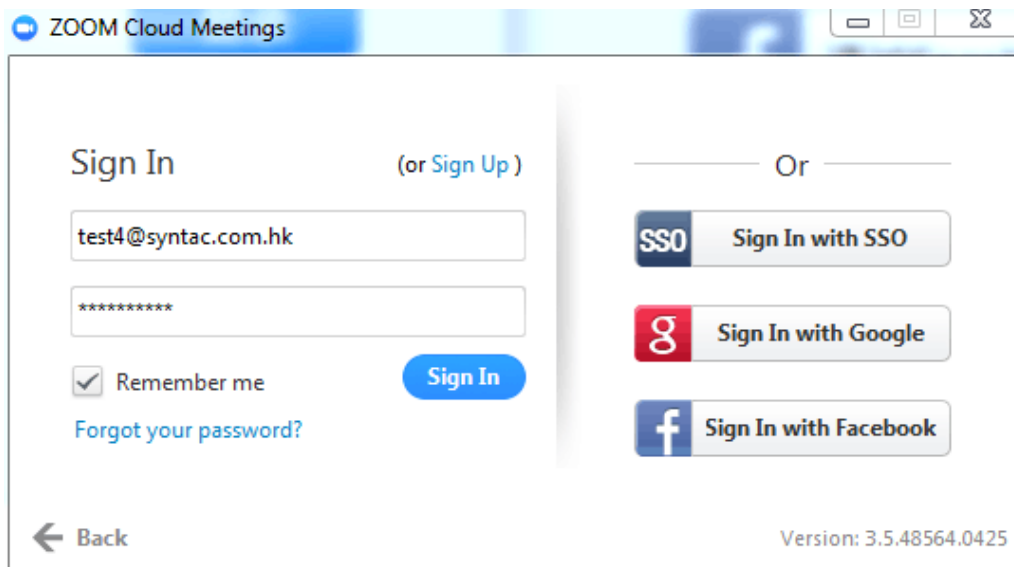 ZOOM Cloud Meetings
Sign In
(or Sign Up )
test4@syntac.com.hk
**********
Remember me
Sign In
Forgot your password?
Or
SSO Sign In with SSO
g Sign In with Google
f Sign In with Facebook
Back
Version: 3.5.48564.0425